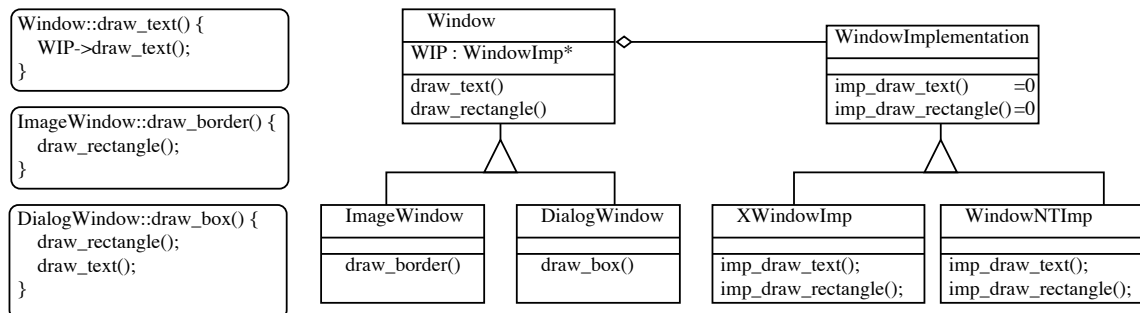 Window::draw_text() {
WIP->draw_text();
}
ImageWindow::draw_border() {
draw_rectangle();
}
DialogWindow::draw_box() {
draw_rectangle();
draw_text();
}
Window
WIP : WindowImp*
draw_text()
draw_rectangle()
WindowImplementation
imp_draw_text() =0
imp_draw_rectangle() =0
ImageWindow
draw_border()
DialogWindow
draw_box()
XWindowImp
imp_draw_text();
imp_draw_rectangle();
WindowNTImp
imp_draw_text();
imp_draw_rectangle();